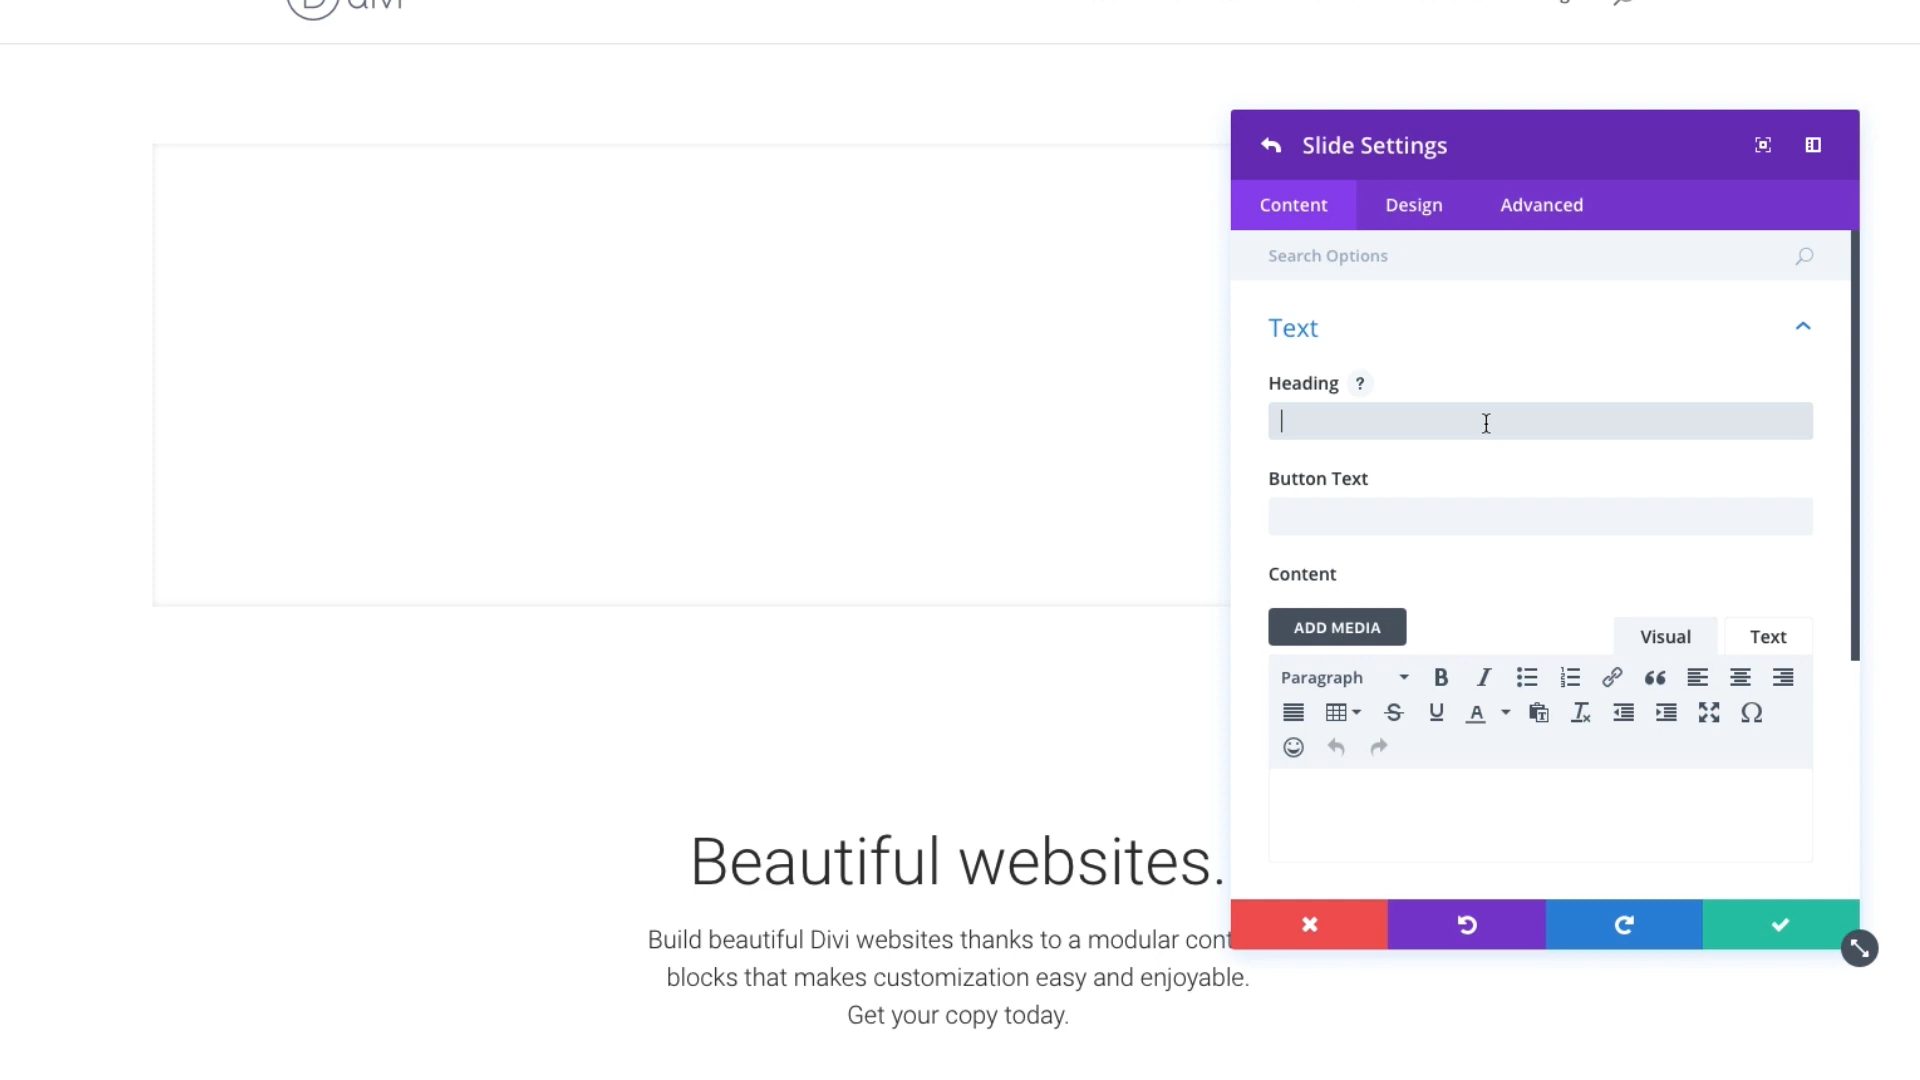 Slide Settings
Content Design Advanced
Search Options
Text
Heading ?
Button Text
Content
ADD MEDIA
Visual Text
Paragraph
Beautiful websites.
Build beautiful Divi websites thanks to a modular
blocks that makes customization easy and enjoyable.
Get your copy today.